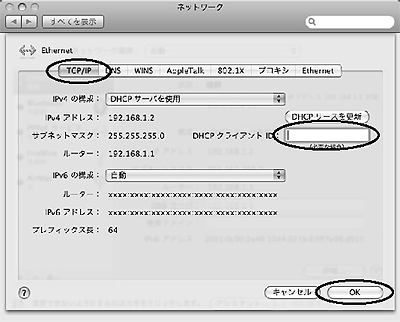 ネットワーク
すべてを表示
Ethernet
TCP/IP DNS WINS AppleTalk 802.1X プロキシ Ethernet
IPv4 の構成： DHCP サーバを使用
IPv4 アドレス： 192.168.1.2 DHCP リースを更新
サブネットマスク： 255.255.255.0 DHCP クライアント ID：
ルーター： 192.168.1.1 (必要な場合)
IPv6 の構成： 自動
ルーター： xxxx:xxxx:xxxx:xxxx:xxxx:xxxx:xxxx:xxxx
IPv6 アドレス： xxxx:xxxx:xxxx:xxxx:xxxx:xxxx:xxxx:xxxx
プレフィックス長： 64
? キャンセル OK